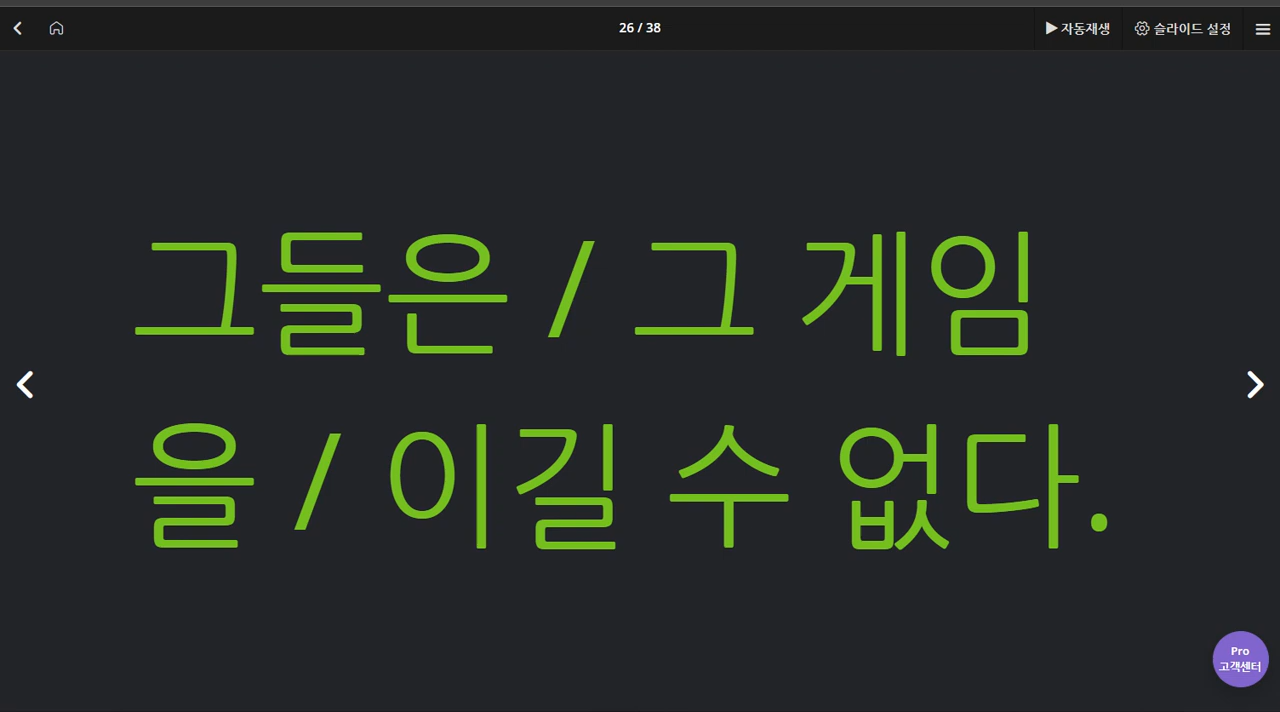 26 / 38
자동재생
슬라이드 설정
그들은 / 그 게임
을 / 이길 수 없다.
Pro
고객센터